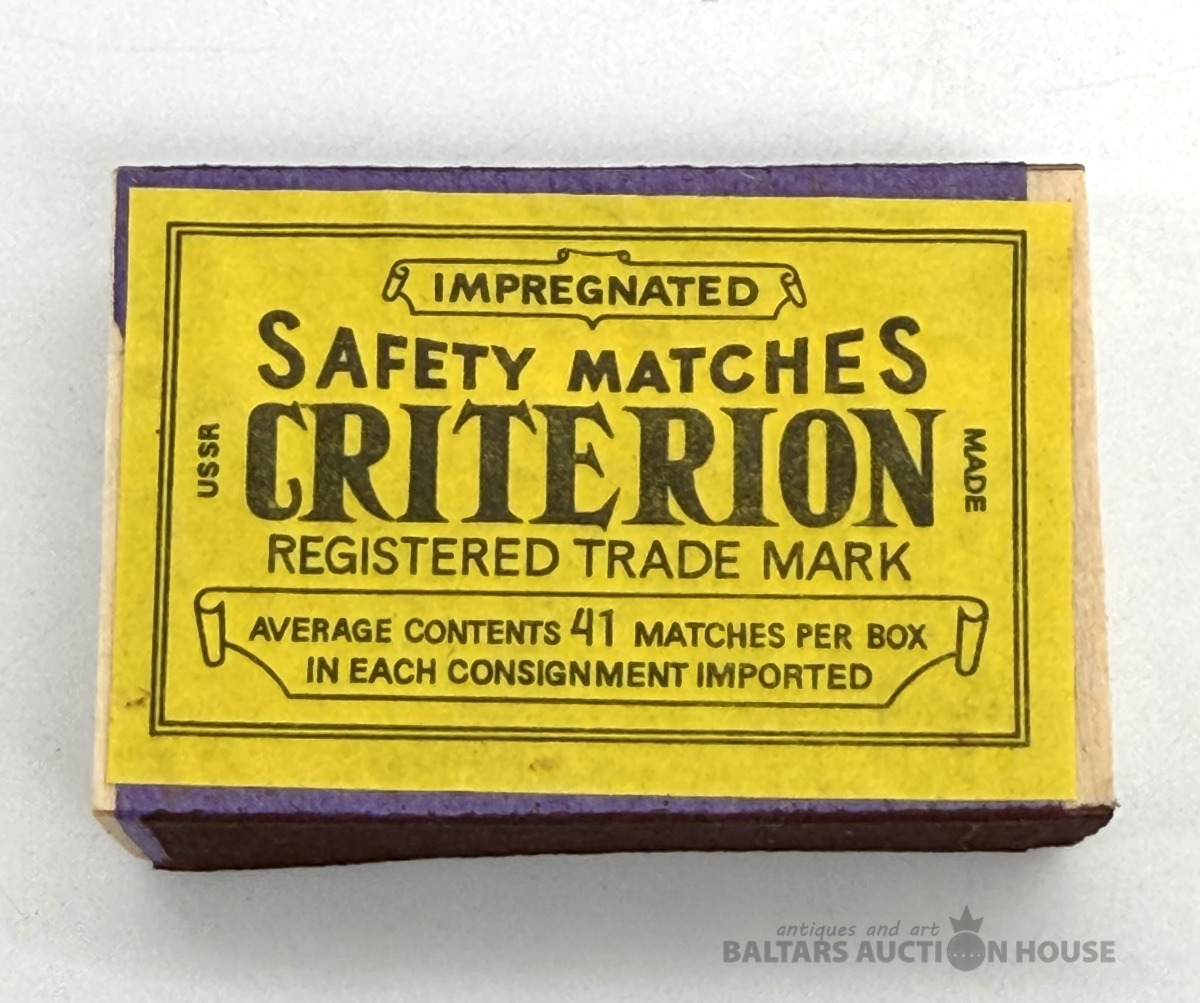 IMPREGNATED
SAFETY MATCHES
USSR
CRITERION
MADE
REGISTERED TRADE MARK
AVERAGE CONTENTS 41 MATCHES PER BOX
IN EACH CONSIGNMENT IMPORTED
antiques and art
BALTARS AUCTION HOUSE